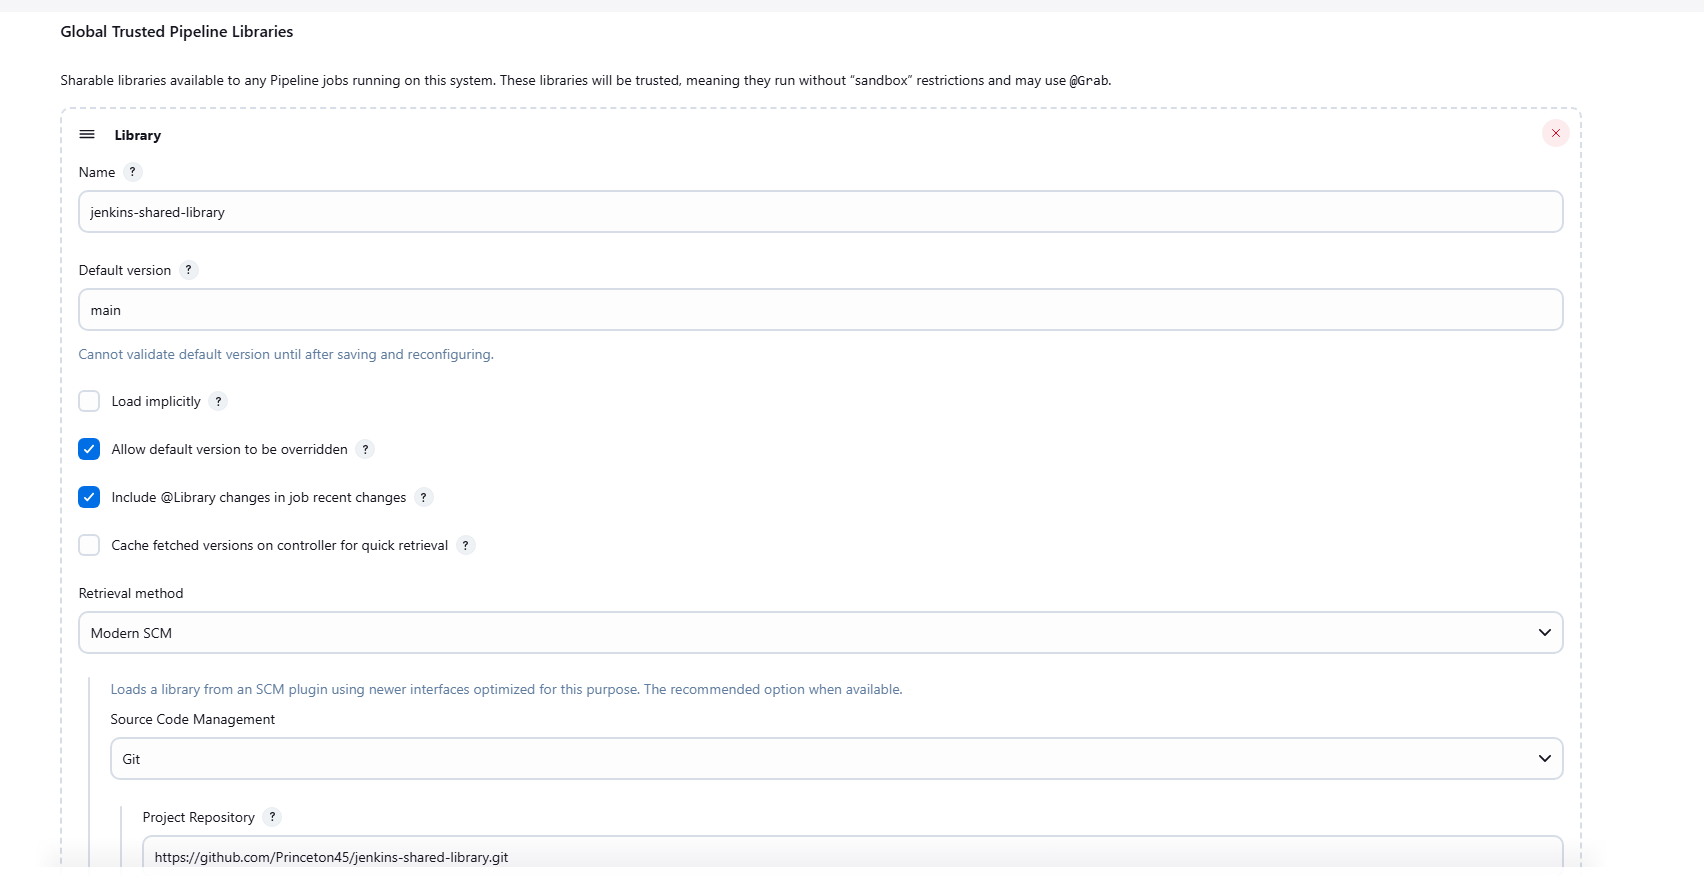 Global Trusted Pipeline Libraries
Sharable libraries available to any Pipeline jobs running on this system. These libraries will be trusted, meaning they run without “sandbox” restrictions and may use @Grab.
Library
Name ?
jenkins-shared-library
Default version ?
main
Cannot validate default version until after saving and reconfiguring.
Load implicitly ?
Allow default version to be overridden ?
Include @Library changes in job recent changes ?
Cache fetched versions on controller for quick retrieval ?
Retrieval method
Modern SCM
Loads a library from an SCM plugin using newer interfaces optimized for this purpose. The recommended option when available.
Source Code Management
Git
Project Repository ?
https://github.com/Princeton45/jenkins-shared-library.git